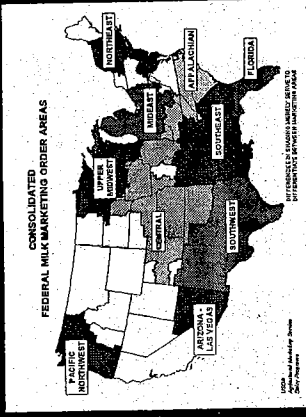 CONSOLIDATED
FEDERAL MILK MARKETING ORDER AREAS
PACIFIC
NORTHWEST
UPPER
MIDWEST
NORTHEAST
MIDEAST
CENTRAL
APPALACHIAN
ARIZONA -
LAS VEGAS
SOUTHWEST
SOUTHEAST
FLORIDA
USDA
Agricultural Marketing Service
Dairy Programs
DIFFERENCES IN SHADING MERELY SERVE TO
DIFFERENTIATE BETWEEN MARKETING AREAS